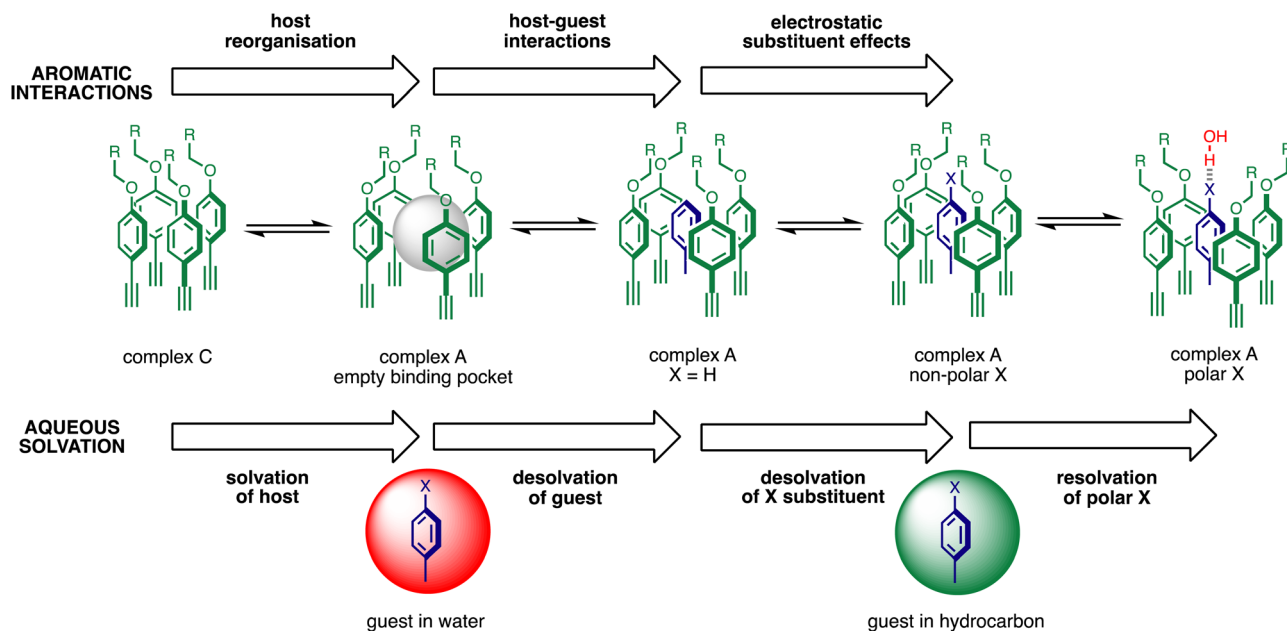 host
reorganisation
host-guest
interactions
electrostatic
substituent effects
AROMATIC
INTERACTIONS
R
R
R
R
O
O
O
O
R
R
R
R
O
O
O
O
R
R
R
R
O
O
O
O
R
R
R
R
X
O
O
O
O
OH
H
R
R
R
R
X
O
O
O
O
complex C
complex A
empty binding pocket
complex A
X = H
complex A
non-polar X
complex A
polar X
AQUEOUS
SOLVATION
solvation
of host
desolvation
of guest
desolvation
of X substituent
resolvation
of polar X
X
X
guest in water
guest in hydrocarbon